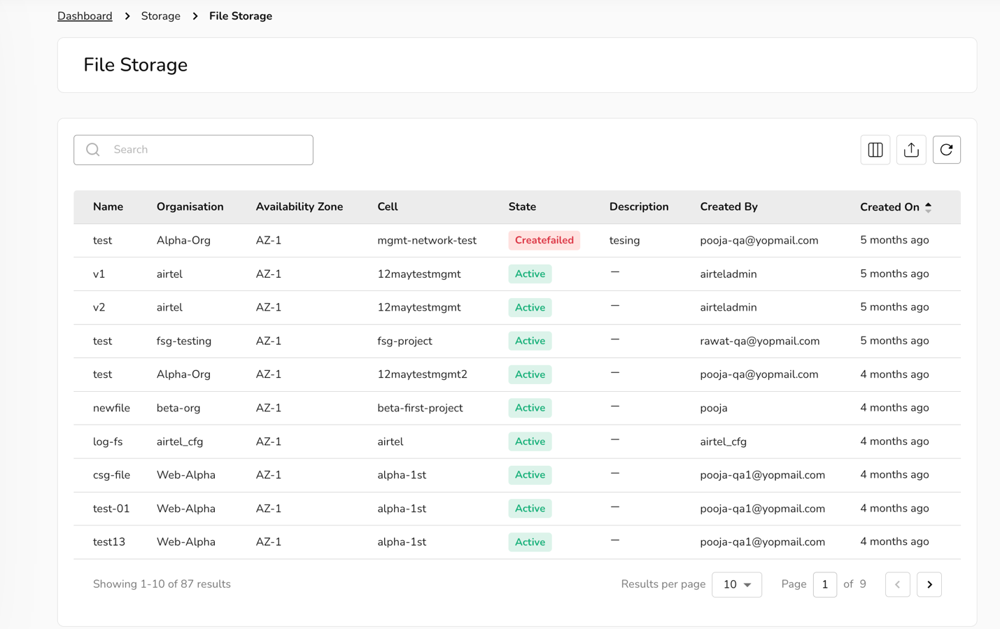 Dashboard > Storage > File Storage
File Storage
Search
Name Organisation Availability Zone Cell State Description Created By Created On
test Alpha-Org AZ-1 mgmt-network-test Createfailed tesing pooja-qa@yopmail.com 5 months ago
v1 airtel AZ-1 12maytestmgmt Active — airteladmin 5 months ago
v2 airtel AZ-1 12maytestmgmt Active — airteladmin 5 months ago
test fsg-testing AZ-1 fsg-project Active — rawat-qa@yopmail.com 5 months ago
test Alpha-Org AZ-1 12maytestmgmt2 Active — pooja-qa@yopmail.com 4 months ago
newfile beta-org AZ-1 beta-first-project Active — pooja 4 months ago
log-fs airtel_cfg AZ-1 airtel Active — airtel_cfg 4 months ago
csg-file Web-Alpha AZ-1 alpha-1st Active — pooja-qa1@yopmail.com 4 months ago
test-01 Web-Alpha AZ-1 alpha-1st Active — pooja-qa1@yopmail.com 4 months ago
test13 Web-Alpha AZ-1 alpha-1st Active — pooja-qa1@yopmail.com 4 months ago
Showing 1-10 of 87 results Results per page 10 Page 1 of 9 < >